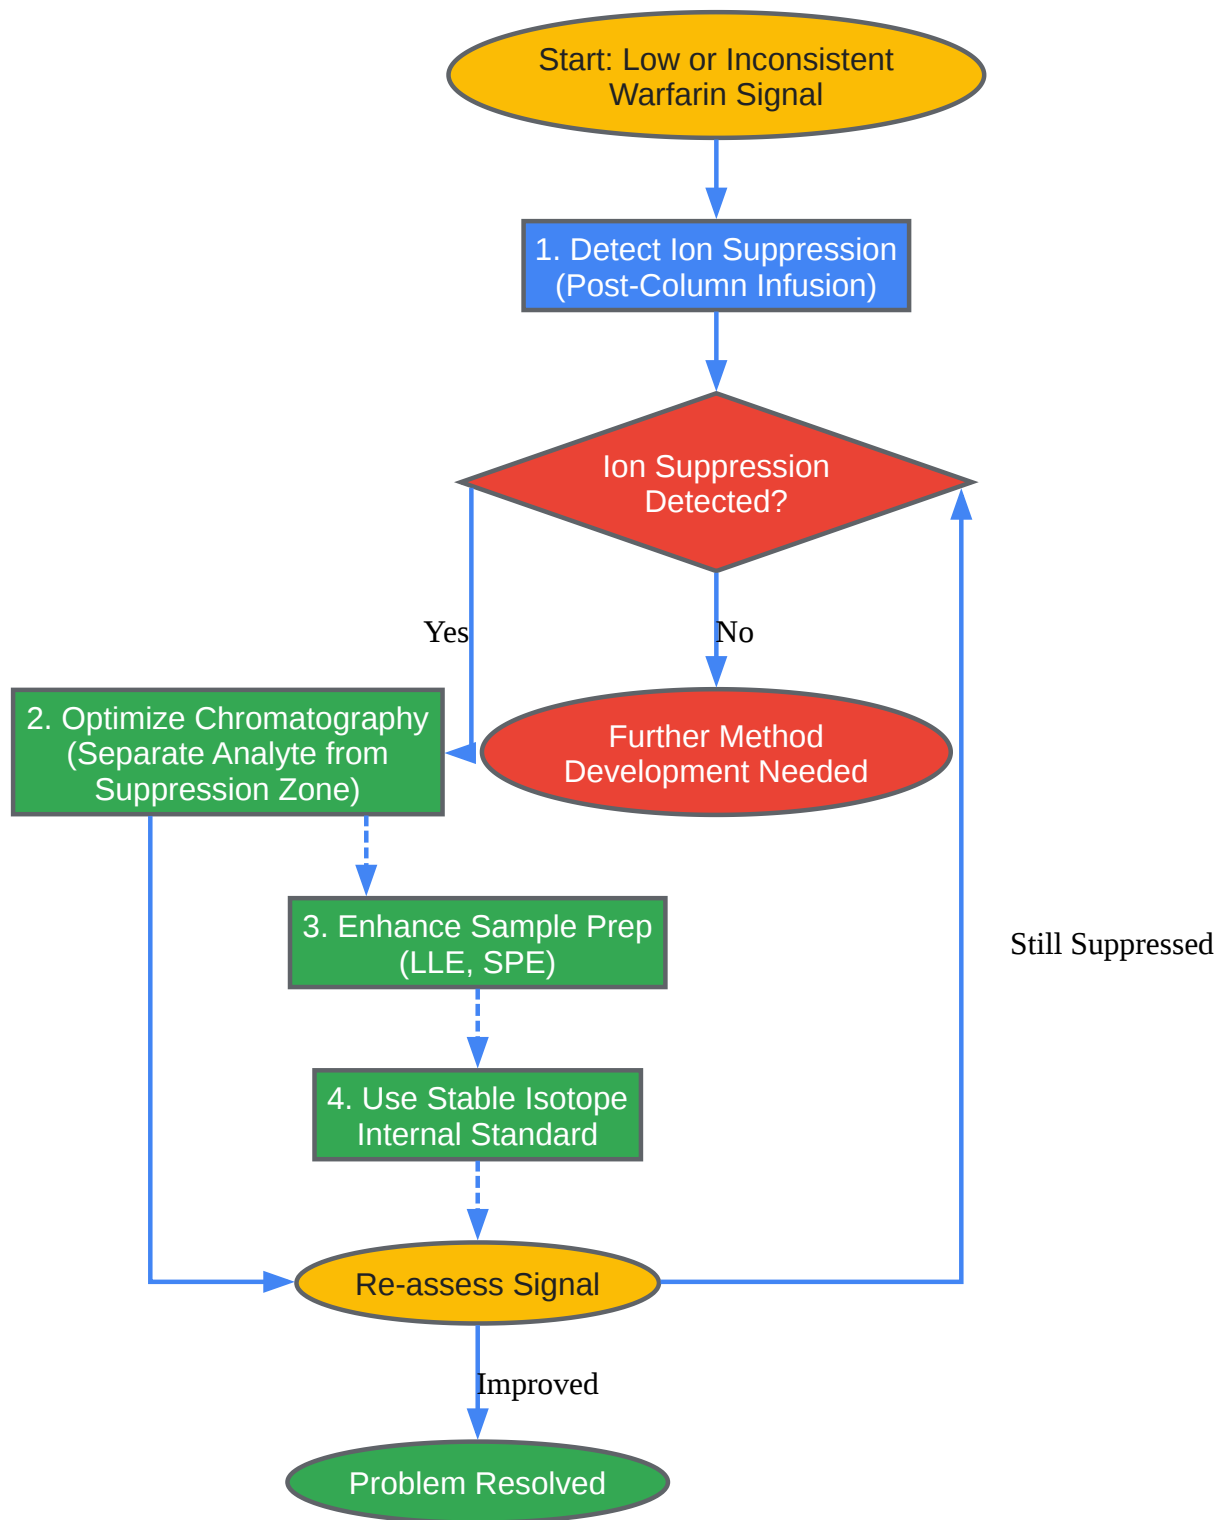 Start: Low or Inconsistent
Warfarin Signal
1. Detect Ion Suppression
(Post-Column Infusion)
Ion Suppression
Detected?
Yes
No
2. Optimize Chromatography
(Separate Analyte from
Suppression Zone)
Further Method
Development Needed
3. Enhance Sample Prep
(LLE, SPE)
Still Suppressed
4. Use Stable Isotope
Internal Standard
Re-assess Signal
Improved
Problem Resolved